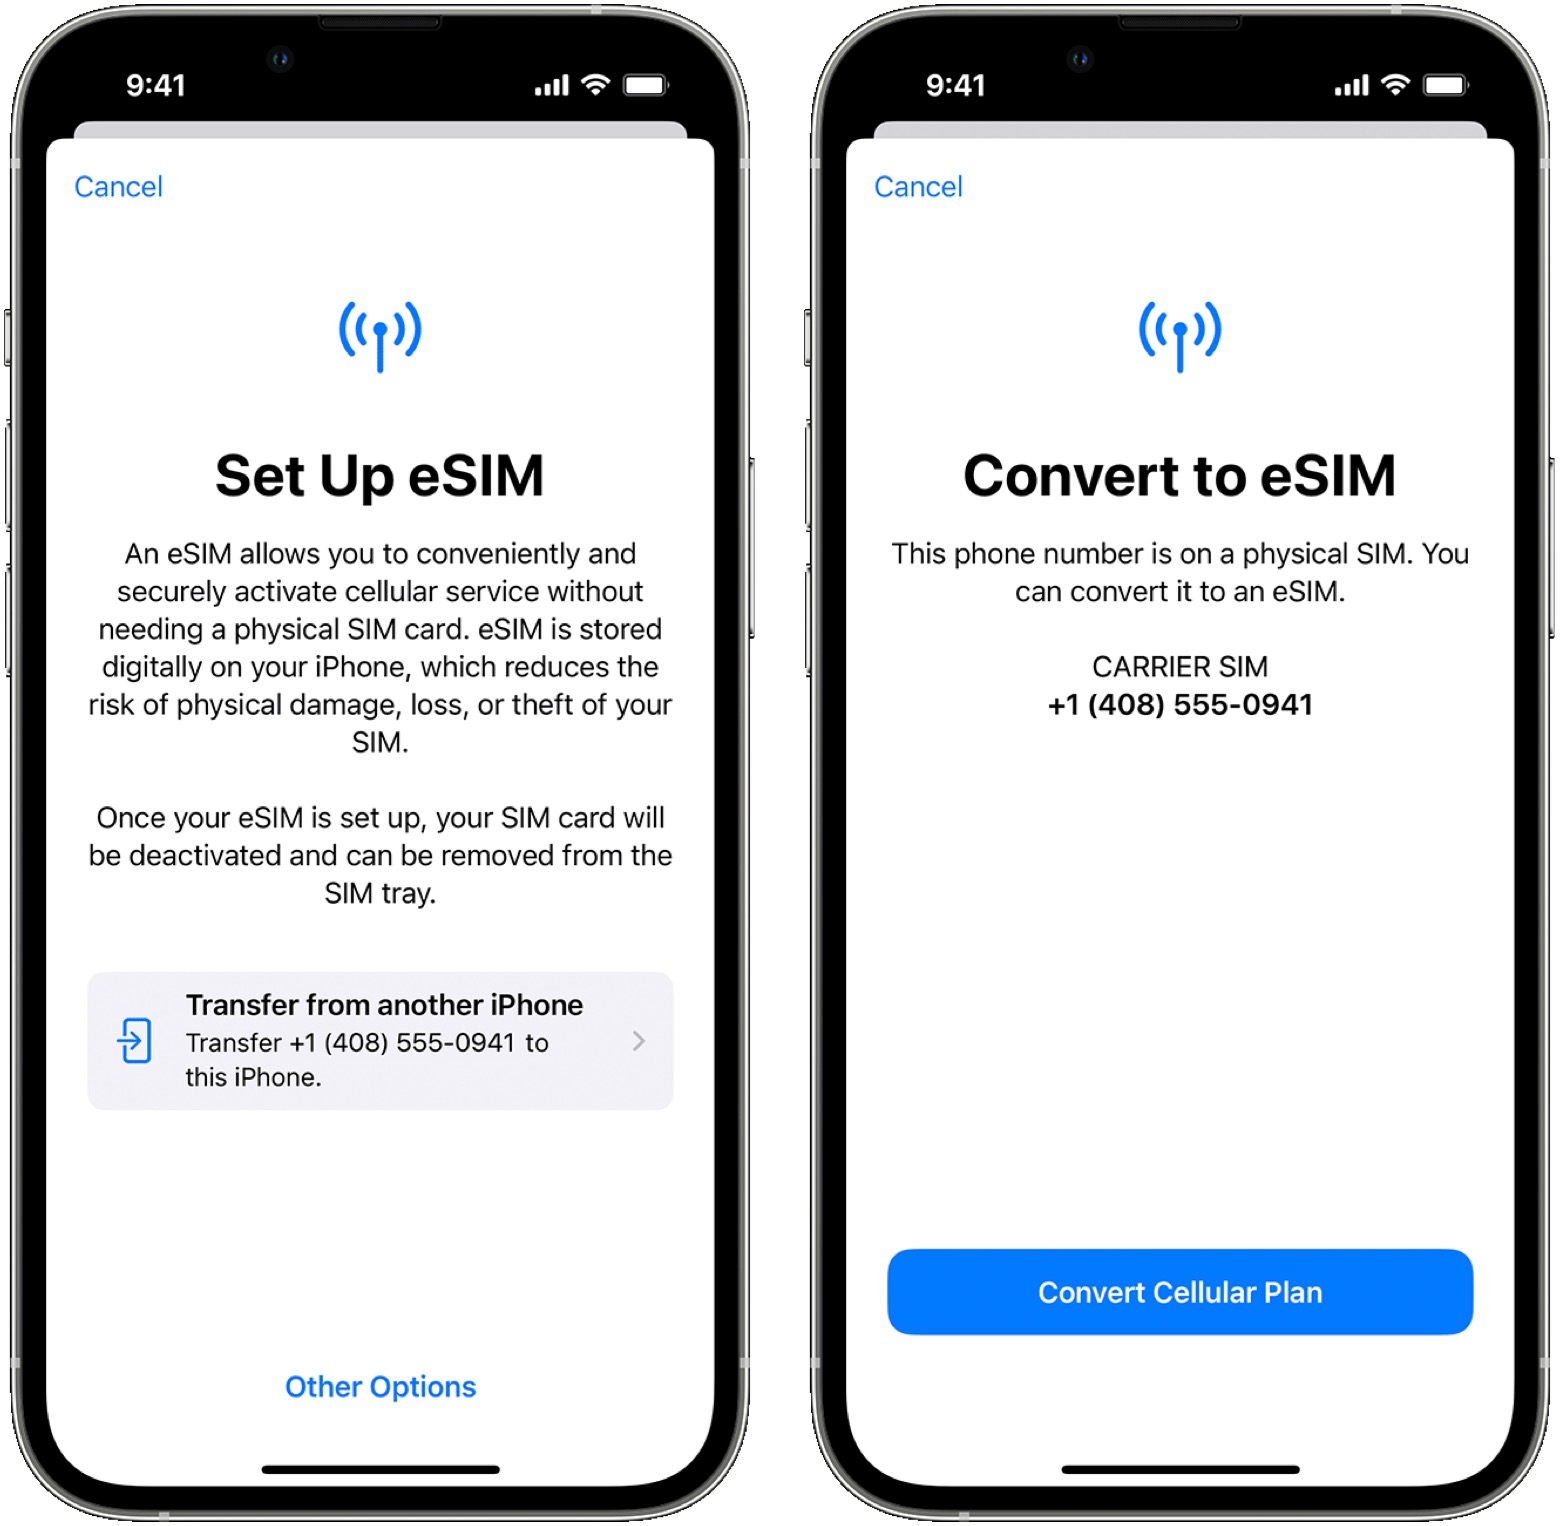 9:41
Cancel
Set Up eSIM
An eSIM allows you to conveniently and
securely activate cellular service without
needing a physical SIM card. eSIM is stored
digitally on your iPhone, which reduces the
risk of physical damage, loss, or theft of your
SIM.
Once your eSIM is set up, your SIM card will
be deactivated and can be removed from the
SIM tray.
Transfer from another iPhone
Transfer +1 (408) 555-0941 to
this iPhone.
Other Options
9:41
Cancel
Convert to eSIM
This phone number is on a physical SIM. You
can convert it to an eSIM.
CARRIER SIM
+1 (408) 555-0941
Convert Cellular Plan